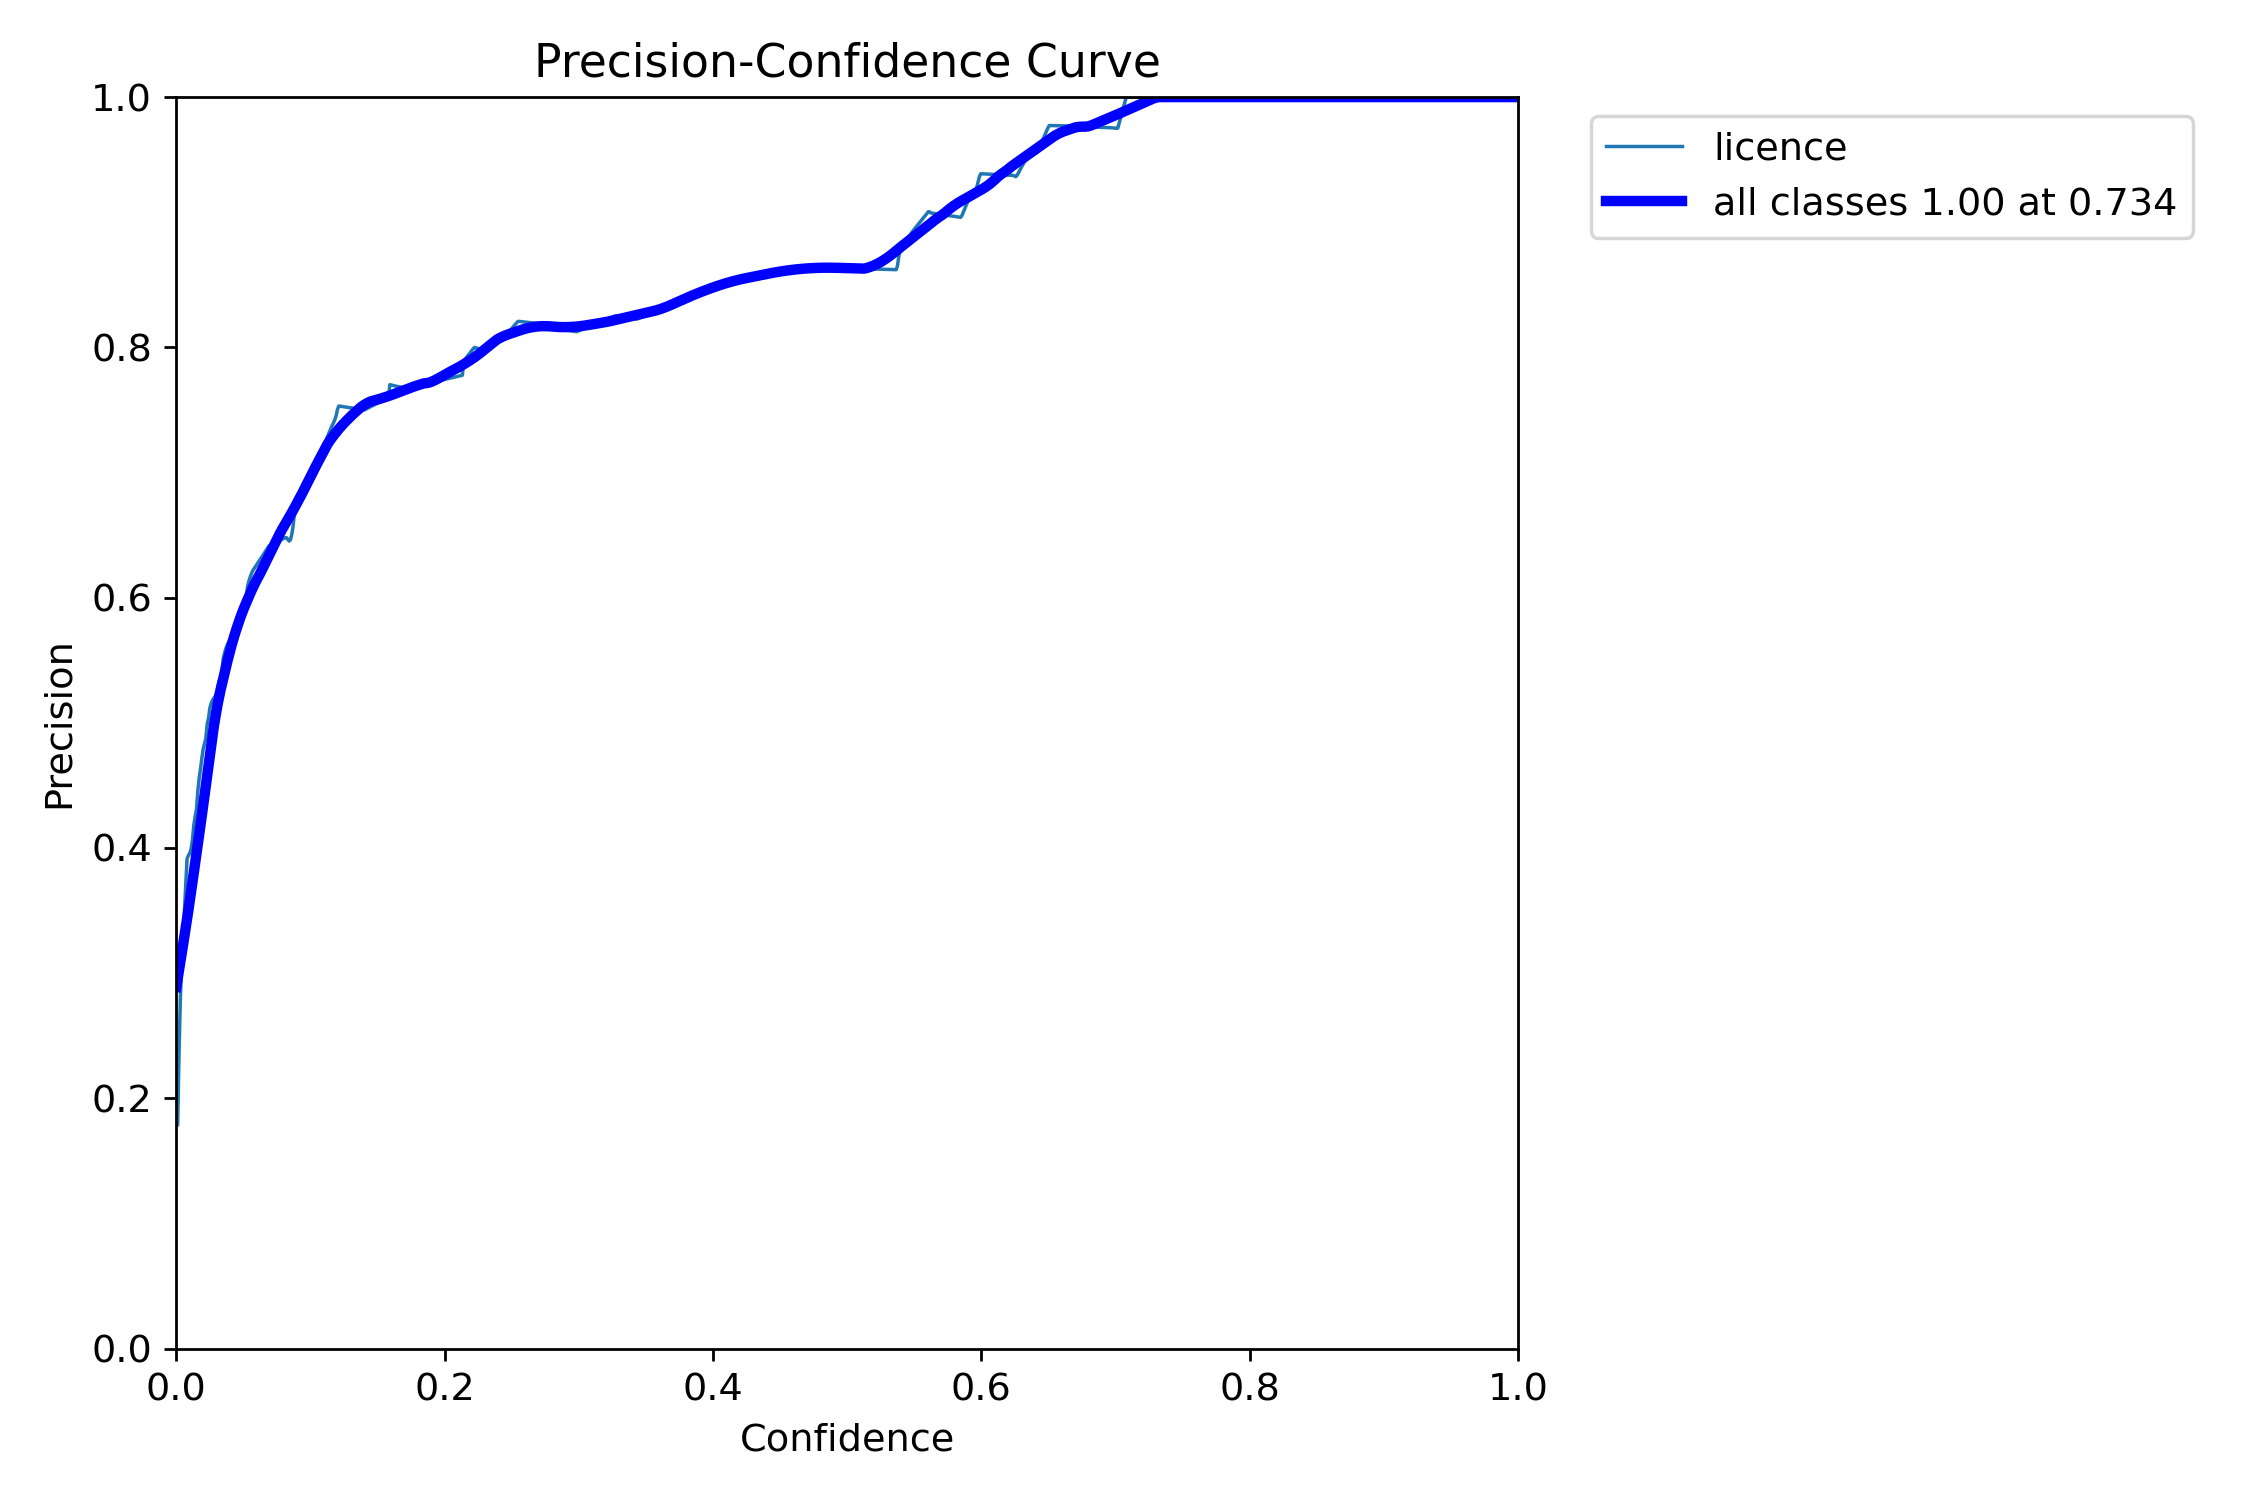 Precision-Confidence Curve
1.0
0.8
0.6
0.4
0.2
0.0
Precision
0.0 0.2 0.4 0.6 0.8 1.0
Confidence
licence
all classes 1.00 at 0.734